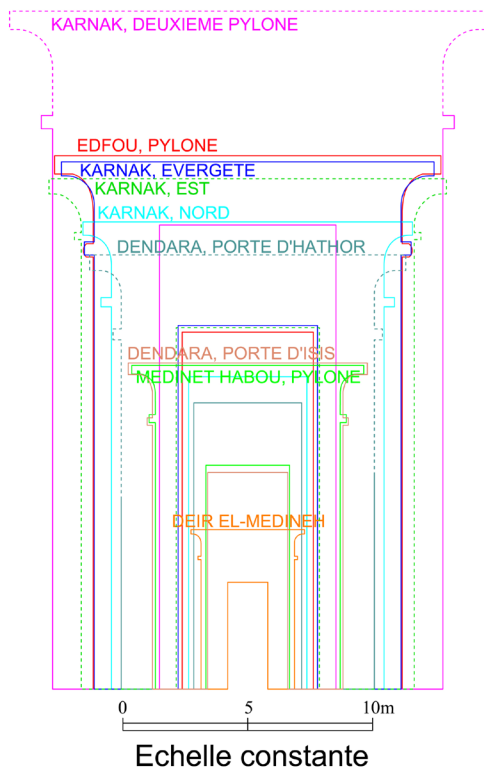 KARNAK, DEUXIEME PYLONE
EDFOU, PYLONE
KARNAK, EVERGETE
KARNAK, EST
KARNAK, NORD
DENDARA, PORTE D'HATHOR
DENDARA, PORTE D'ISIS
MEDINET HABOU, PYLONE
DEIR EL-MEDINEH
0 5 10m
Echelle constante